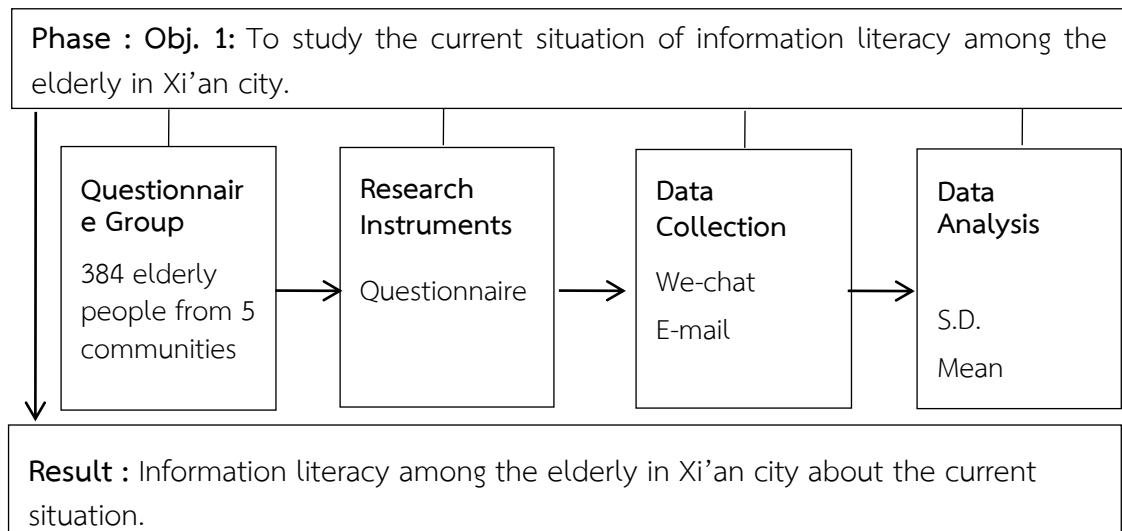 Phase : Obj. 1: To study the current situation of information literacy among the
elderly in Xi’an city.
Questionnair
e Group
384 elderly
people from 5
communities
Research
Instruments
Questionnaire
Data
Collection
We-chat
E-mail
Data
Analysis
S.D.
Mean
Result : Information literacy among the elderly in Xi’an city about the current
situation.